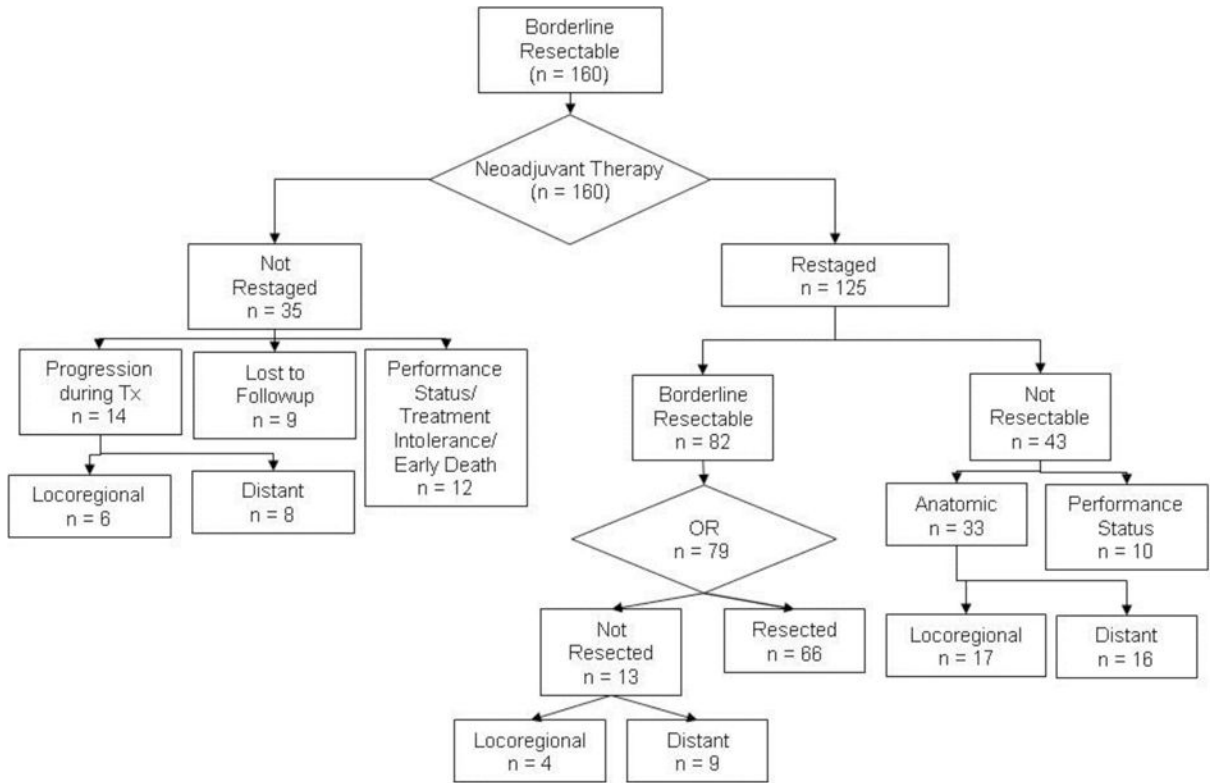 Borderline
Resectable
(n = 160)
Neoadjuvant Therapy
(n = 160)
Not
Restaged
n = 35
Restaged
n = 125
Progression
during Tx
n = 14
Lost to
Followup
n = 9
Performance
Status/
Treatment
Intolerance/
Early Death
n = 12
Borderline
Resectable
n = 82
Not
Resectable
n = 43
Locoregional
n = 6
Distant
n = 8
OR
n = 79
Anatomic
n = 33
Performance
Status
n = 10
Not
Resected
n = 13
Resected
n = 66
Locoregional
n = 17
Distant
n = 16
Locoregional
n = 4
Distant
n = 9